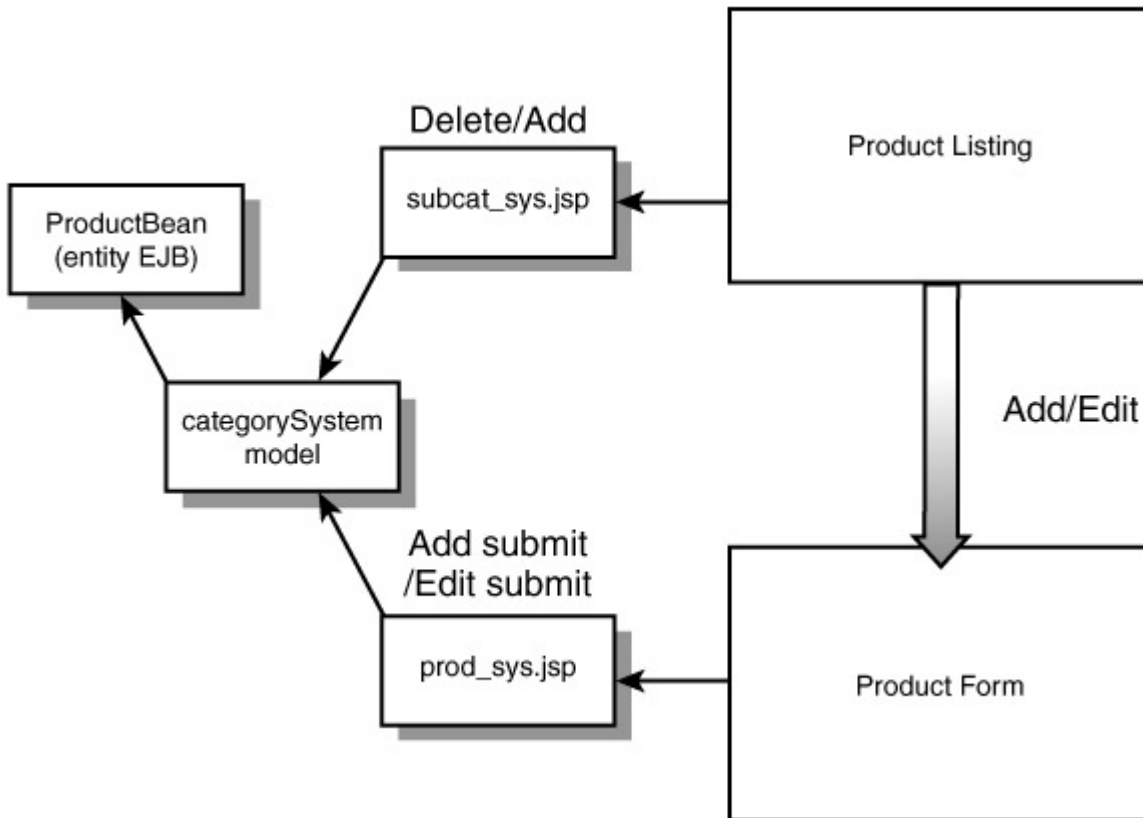 Product Listing
Delete/Add
subcat_sys.jsp
ProductBean
(entity EJB)
categorySystem
model
Add/Edit
Add submit
/Edit submit
prod_sys.jsp
Product Form